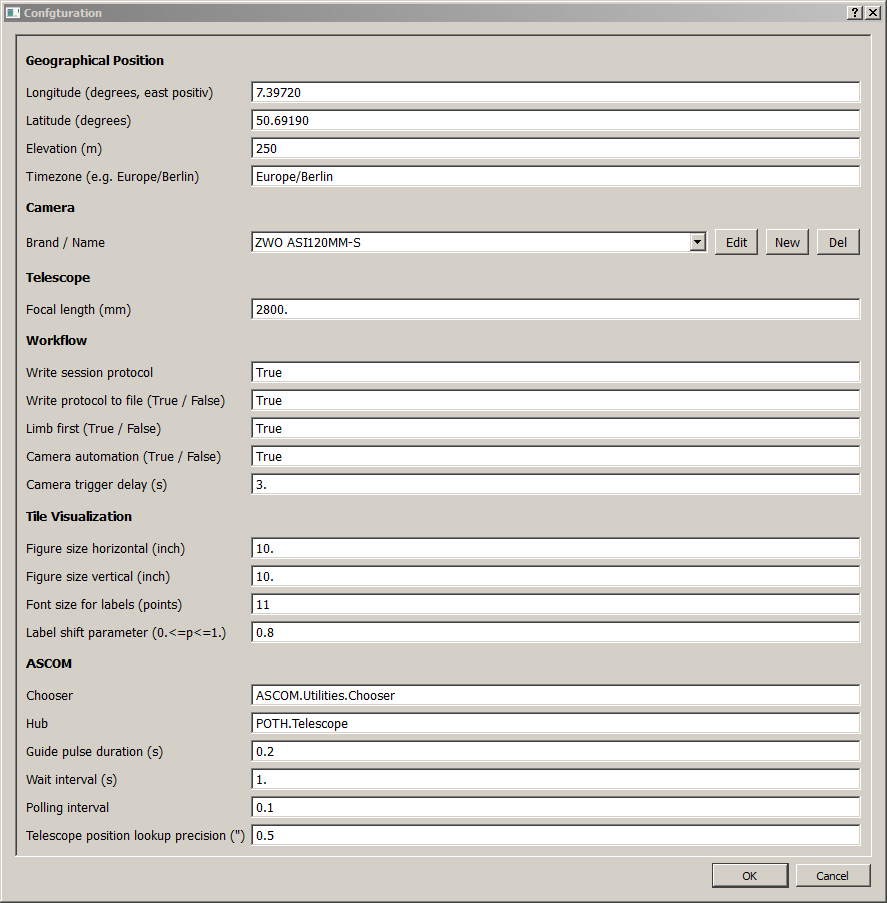 Confgturation
Geographical Position
Longitude (degrees, east positiv) 7.39720
Latitude (degrees) 50.69190
Elevation (m) 250
Timezone (e.g. Europe/Berlin) Europe/Berlin
Camera
Brand / Name ZWO ASI120MM-S Edit New Del
Telescope
Focal length (mm) 2800.
Workflow
Write session protocol True
Write protocol to file (True / False) True
Limb first (True / False) True
Camera automation (True / False) True
Camera trigger delay (s) 3.
Tile Visualization
Figure size horizontal (inch) 10.
Figure size vertical (inch) 10.
Font size for labels (points) 11
Label shift parameter (0.<=p<=1.) 0.8
ASCOM
Chooser ASCOM.Utilities.Chooser
Hub POTH.Telescope
Guide pulse duration (s) 0.2
Wait interval (s) 1.
Polling interval 0.1
Telescope position lookup precision (") 0.5
OK Cancel